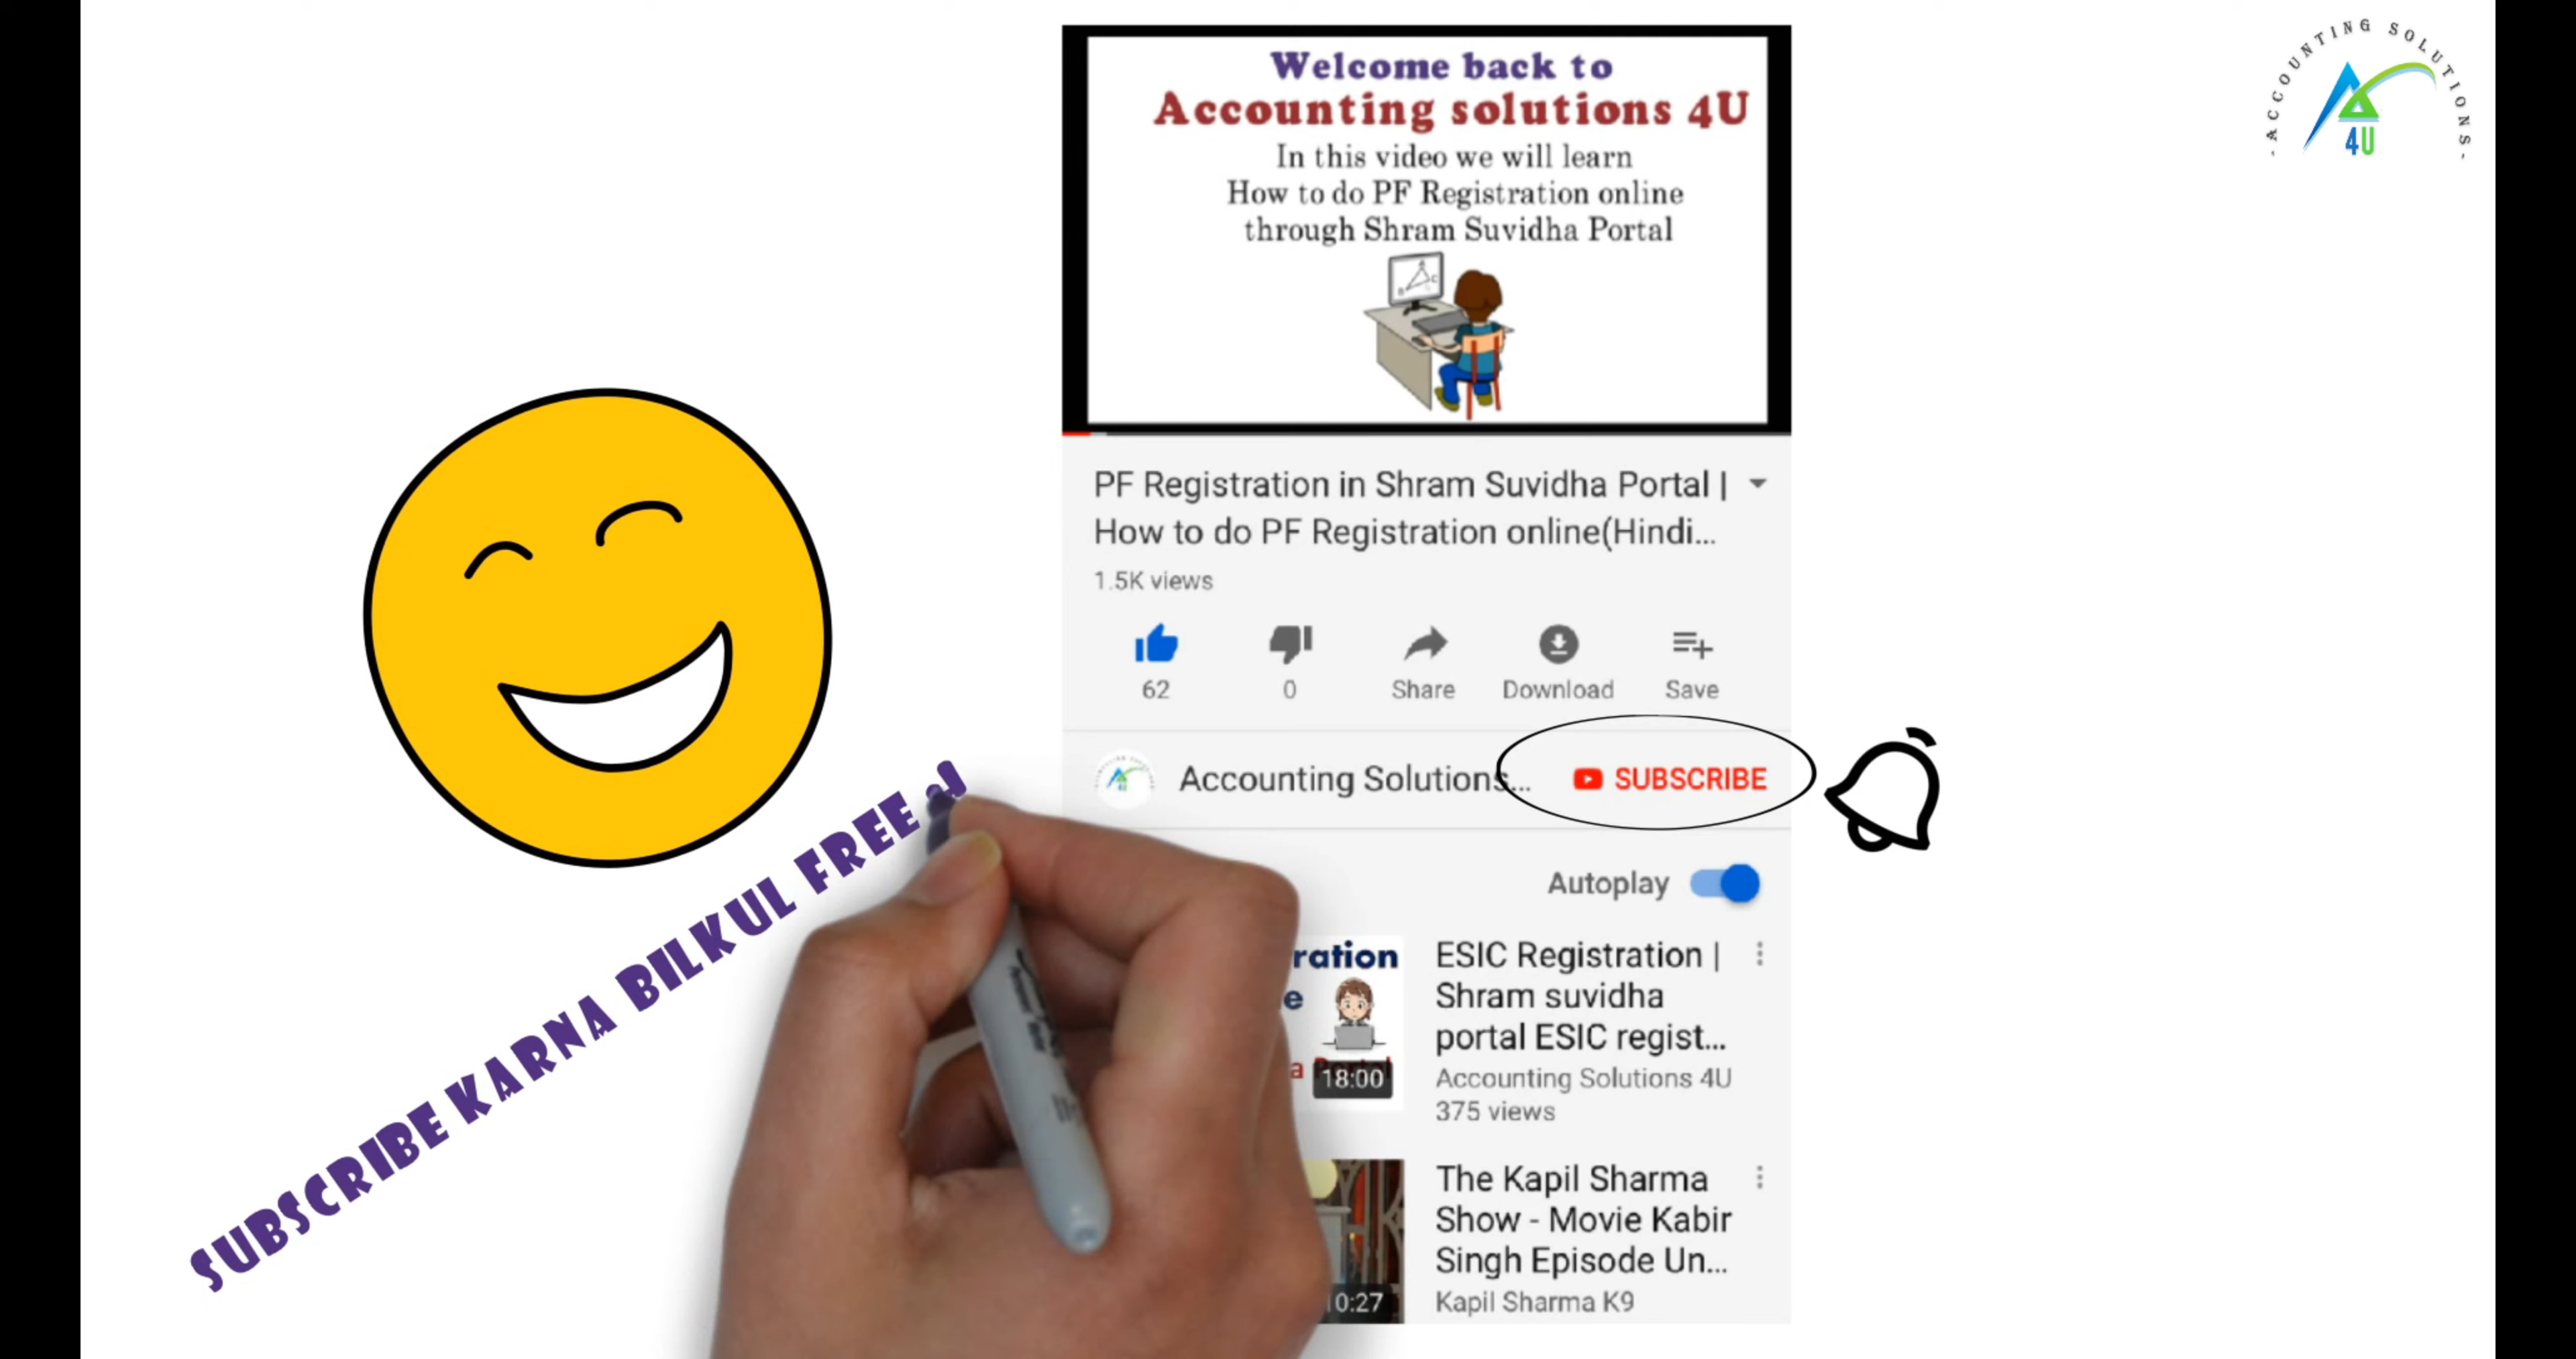 -ACCOUNTING SOLUTIONS-
4U
Welcome back to
Accounting solutions 4U
In this video we will learn
How to do PF Registration online
through Shram Suvidha Portal
PF Registration in Shram Suvidha Portal |
How to do PF Registration online(Hindi...
1.5K views
62
0
Share
Download
Save
Accounting Solutions...
SUBSCRIBE
SUBSCRIBE KARNA BILKUL FREE
Autoplay
ration
e
a
18:00
ESIC Registration |
Shram suvidha
portal ESIC regist...
Accounting Solutions 4U
375 views
0:27
The Kapil Sharma
Show - Movie Kabir
Singh Episode Un...
Kapil Sharma K9